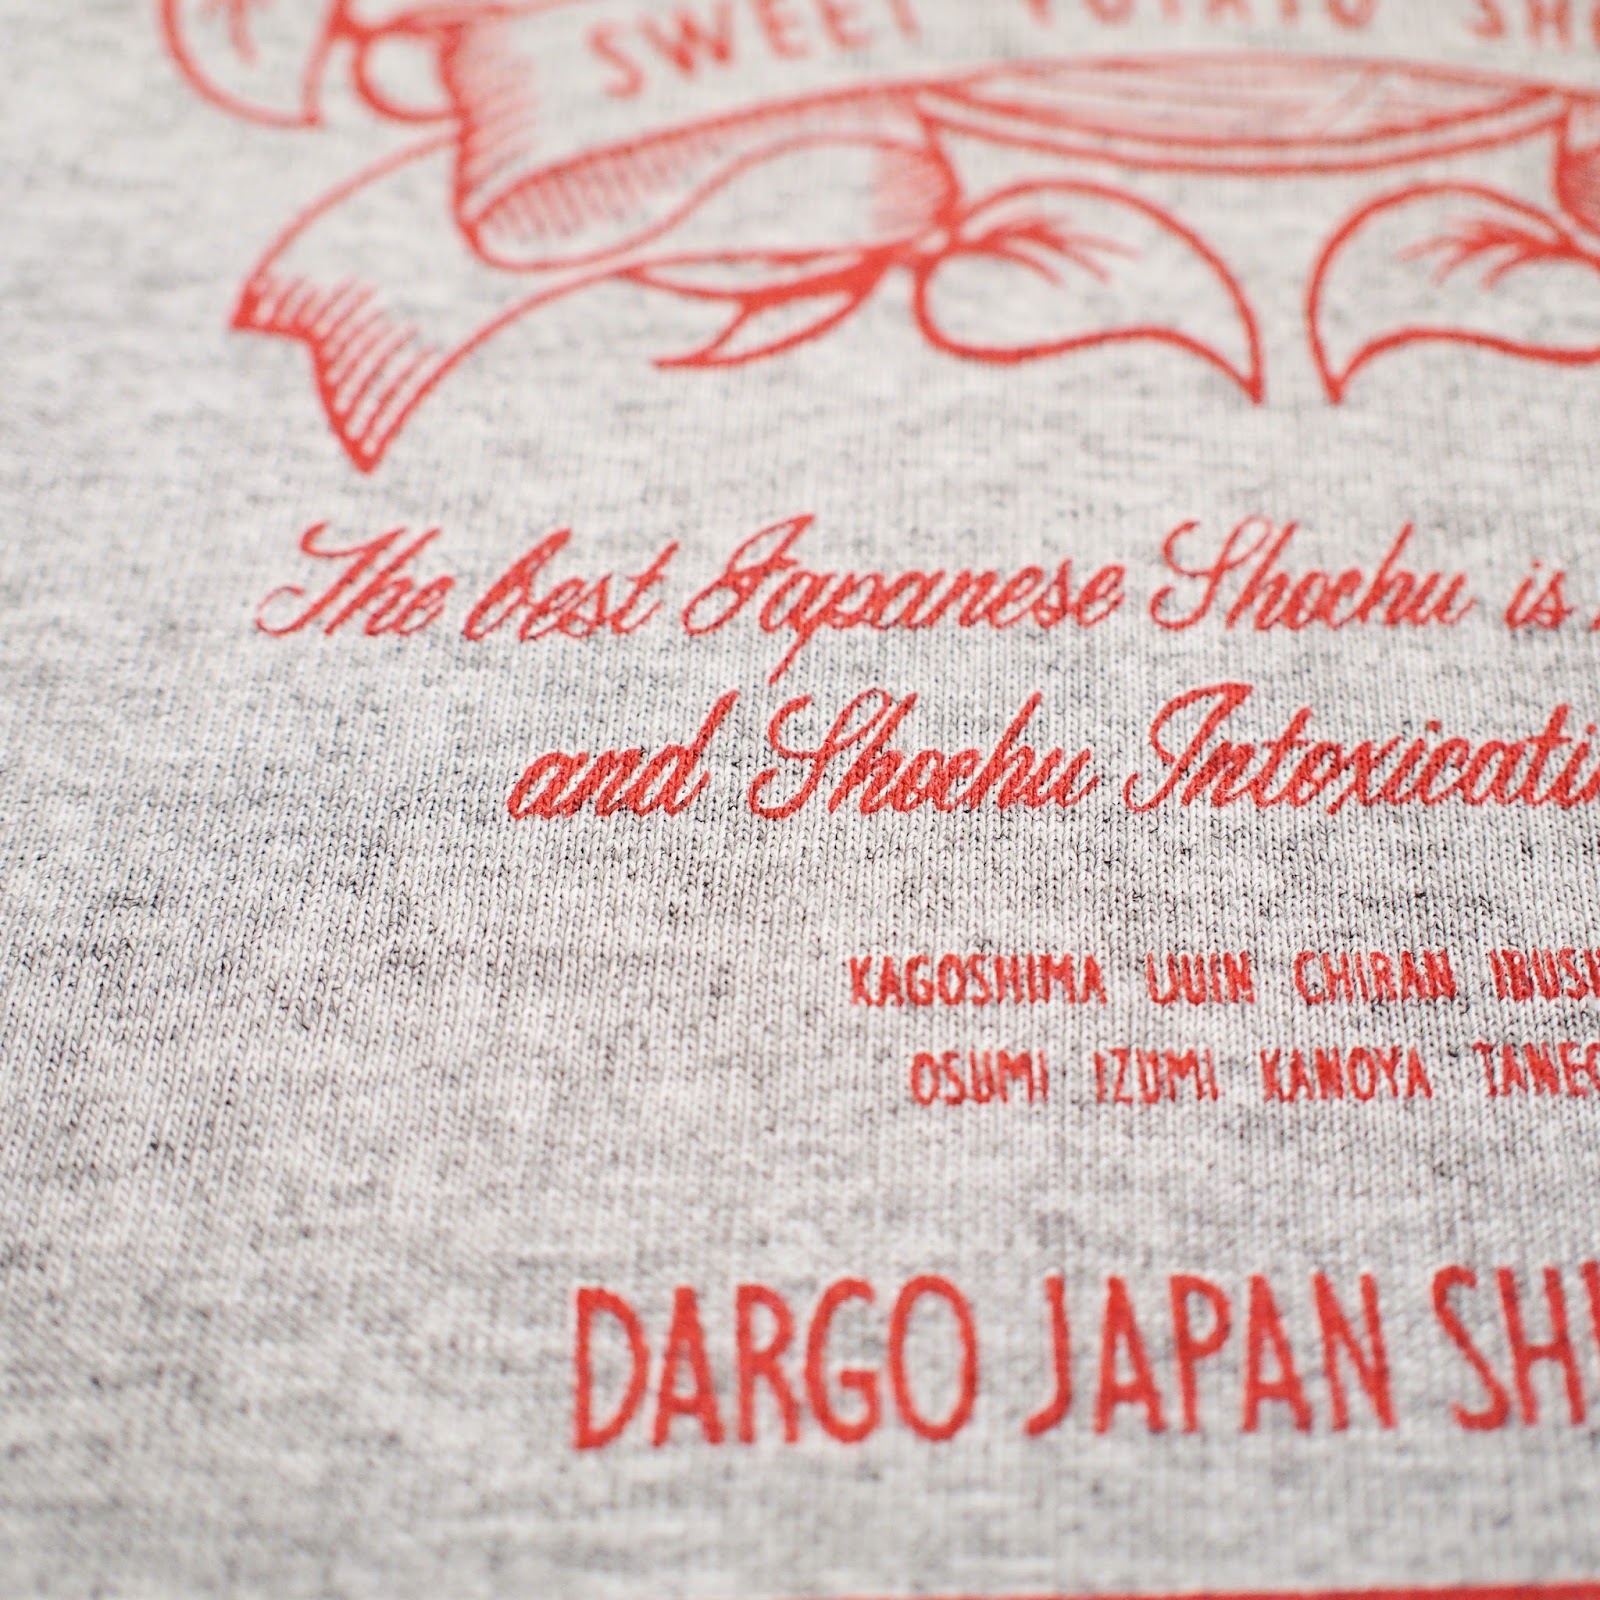 SWEET POTATO SH
The best Japanese Shochu is
and Shochu Intoxicati
KAGOSHIMA IJUIN CHIRAN IBUS
OSUMI IZUMI KANOYA TANEG
DARGO JAPAN SH